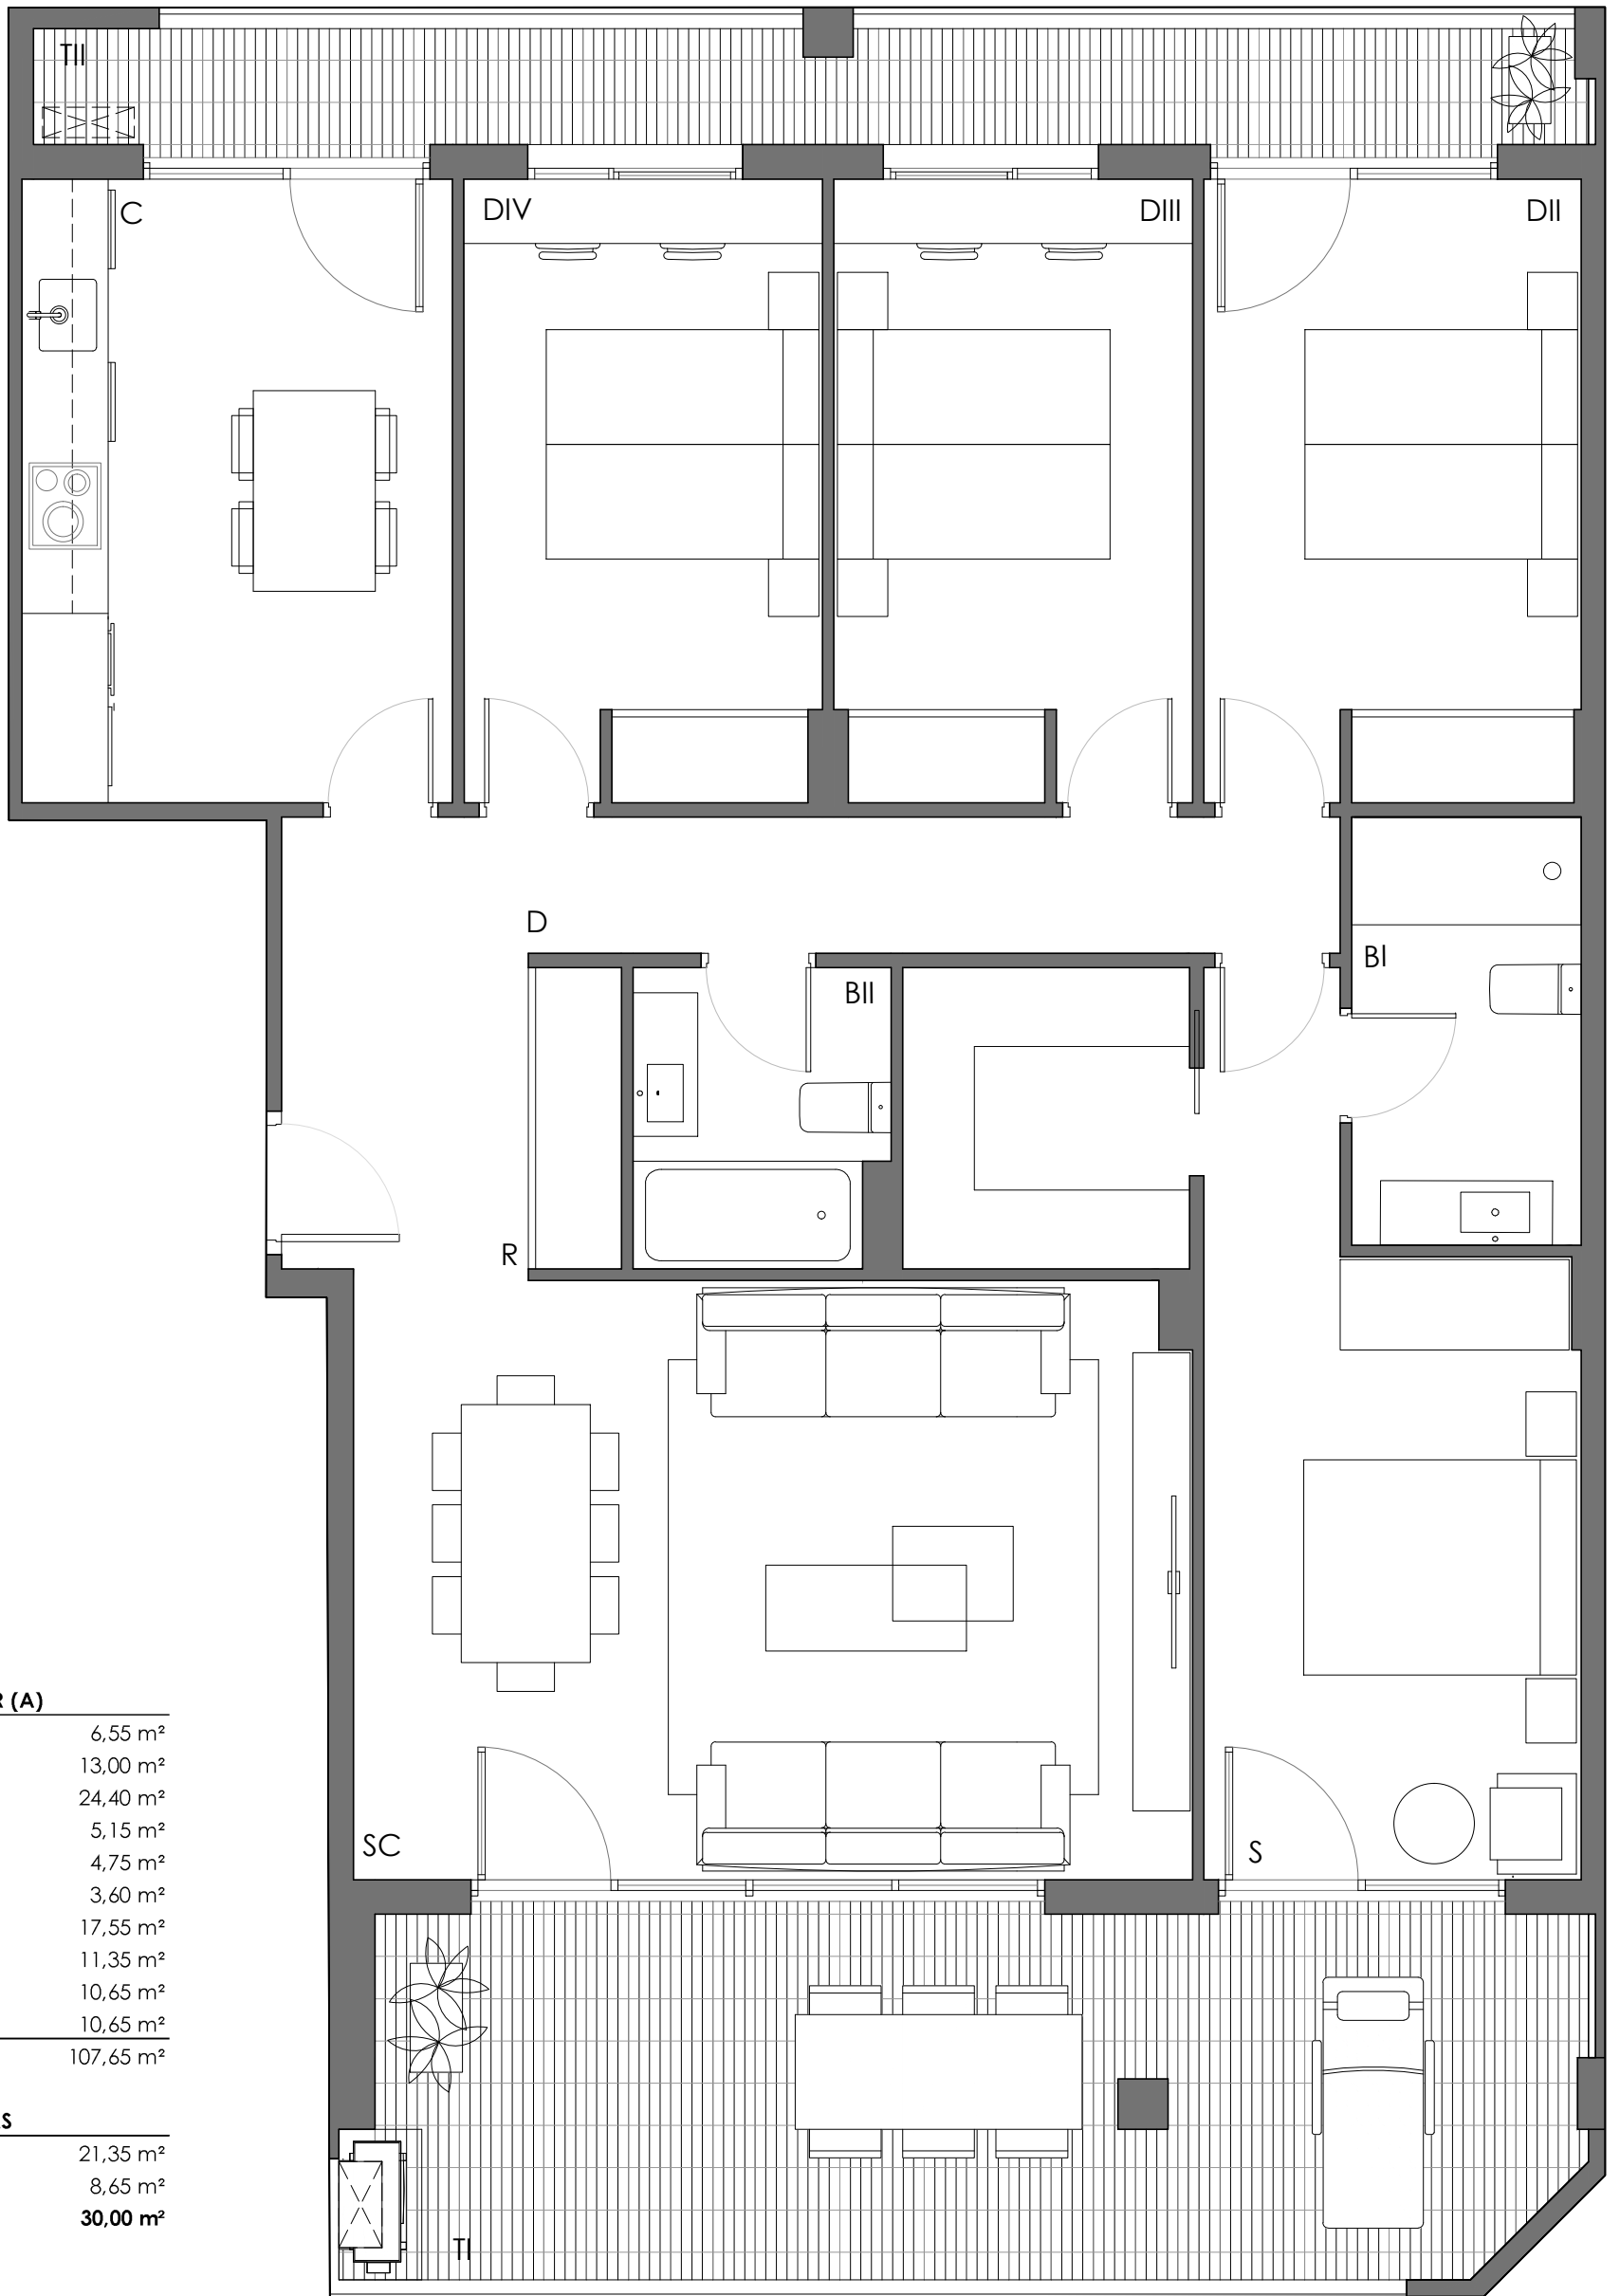 TII
C
DIV
DIII
DII
D
BI
BII
R
SC
S
TI
R (A)
6,55 m²
13,00 m²
24,40 m²
5,15 m²
4,75 m²
3,60 m²
17,55 m²
11,35 m²
10,65 m²
10,65 m²
107,65 m²
S
21,35 m²
8,65 m²
30,00 m²